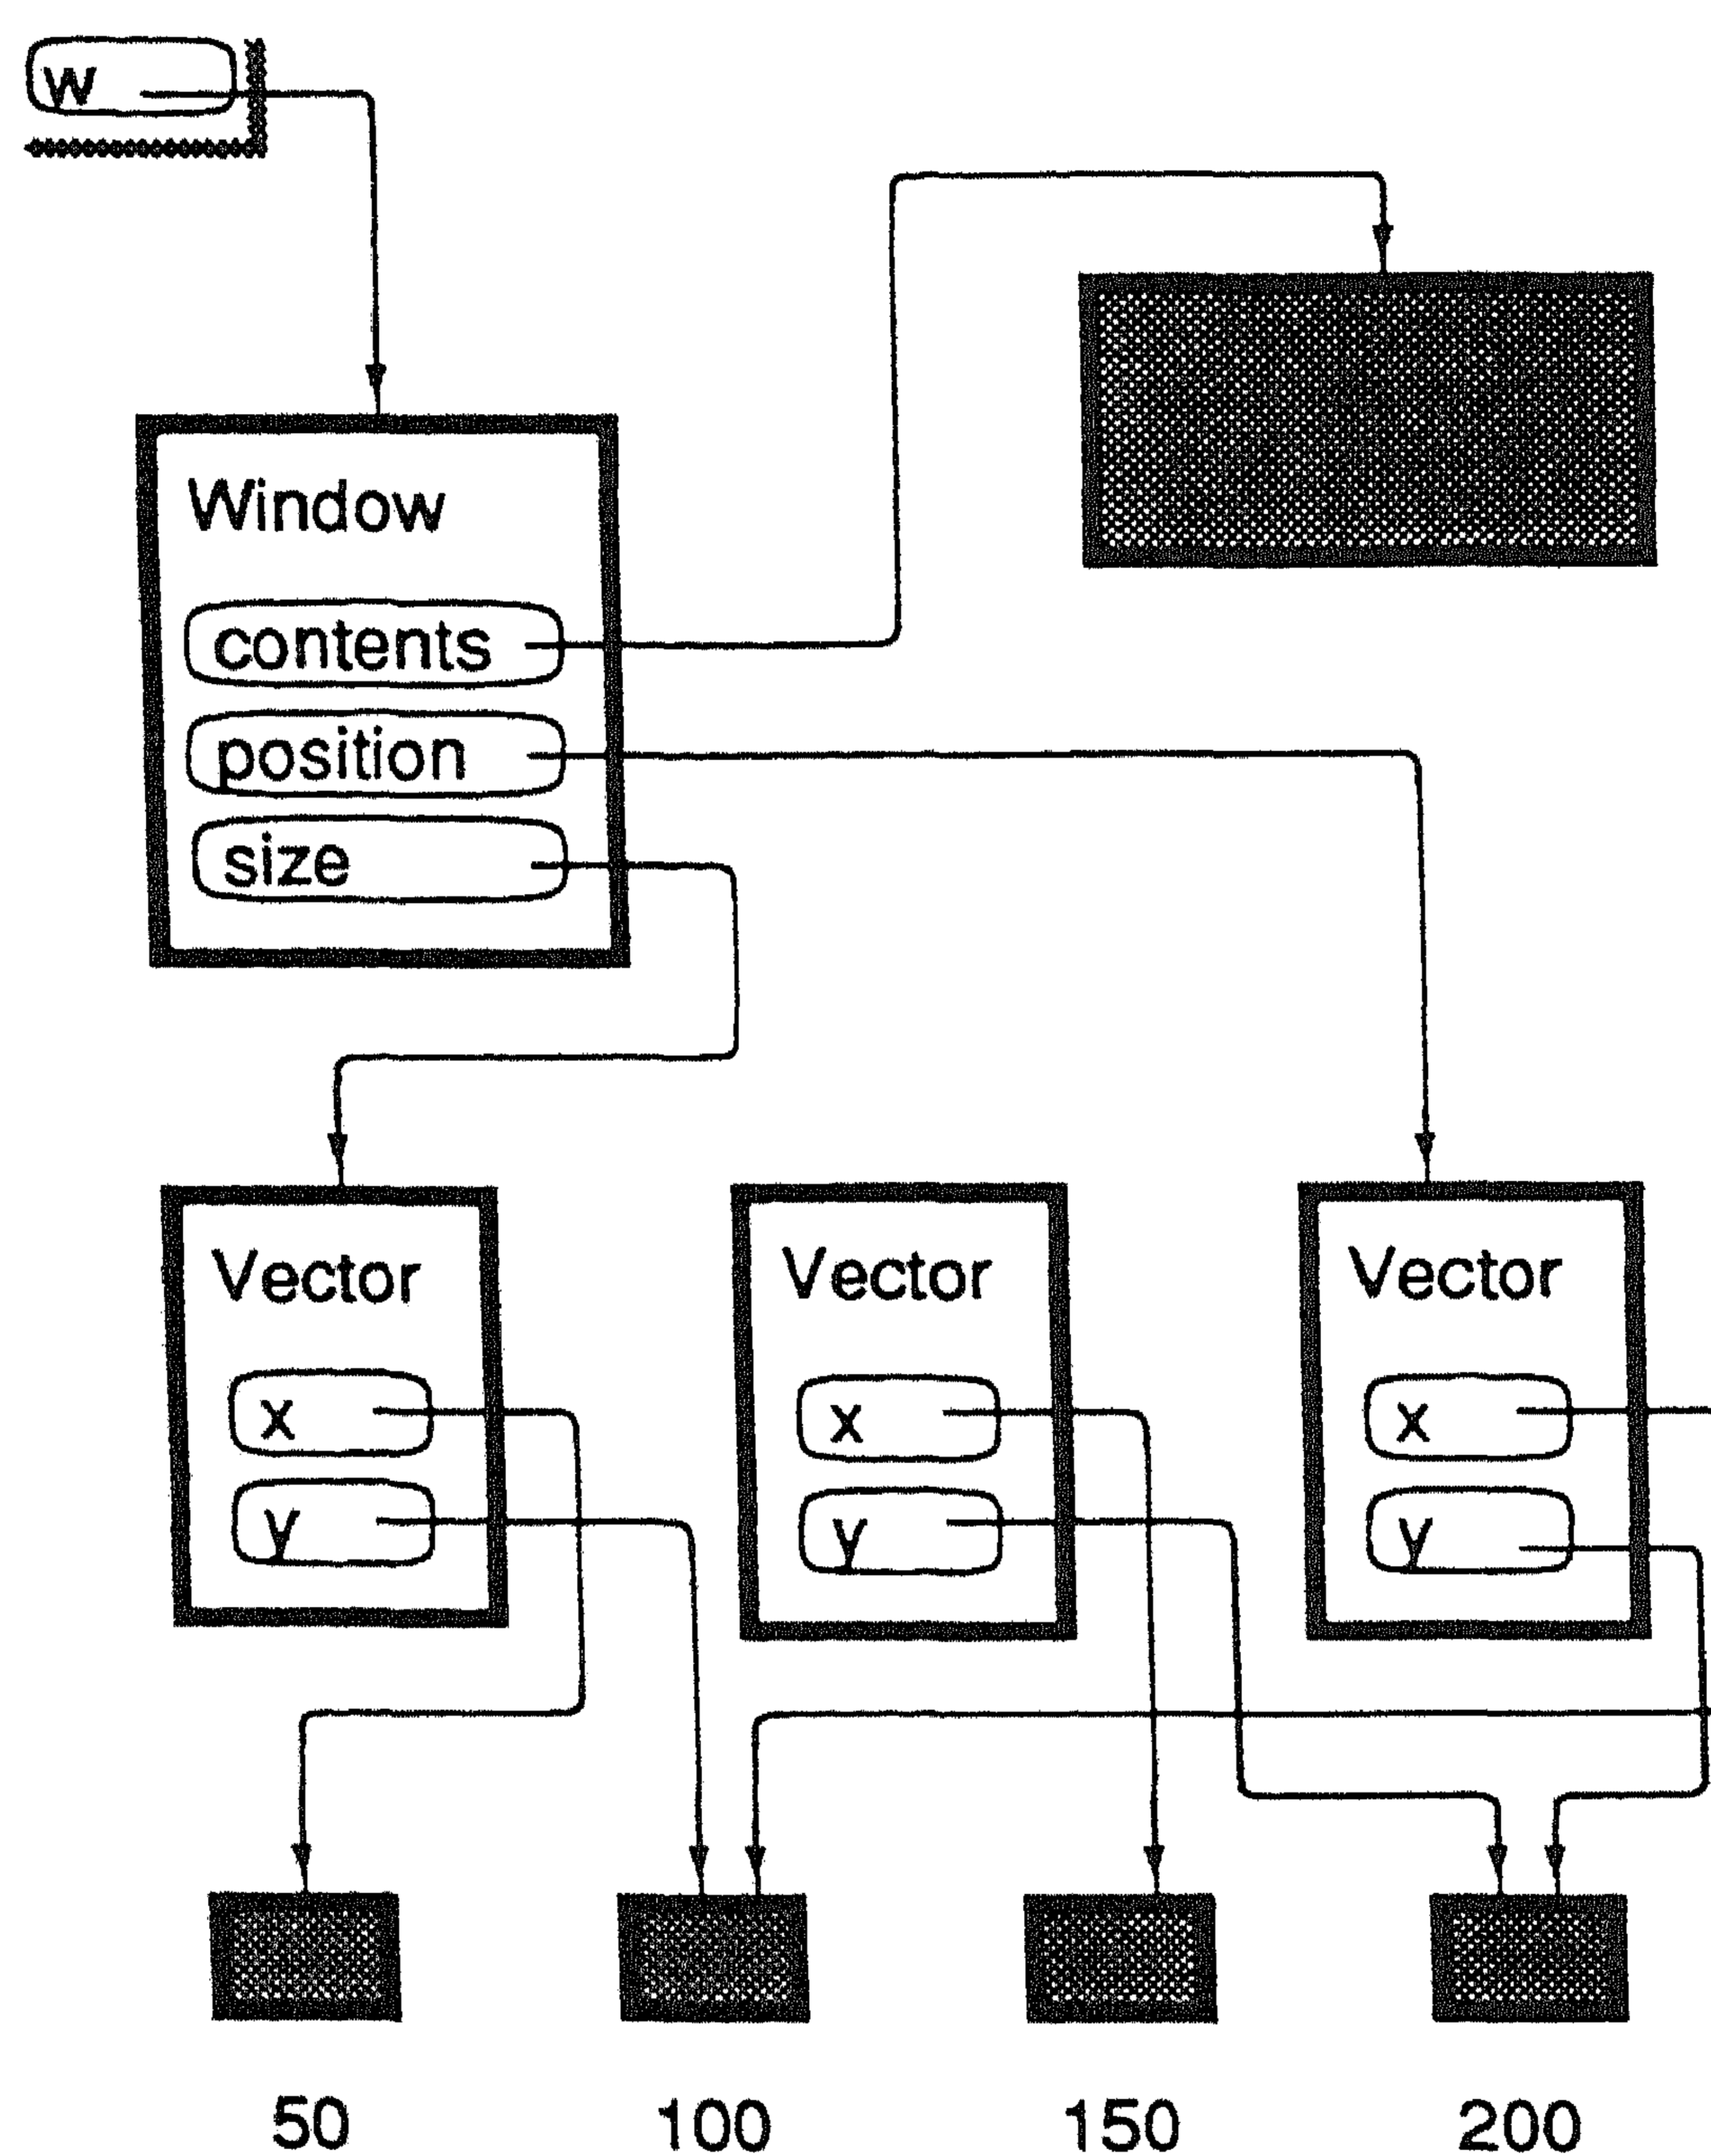 w
Window
contents
position
size
Vector
x
y
Vector
x
y
Vector
x
y
50
100
150
200